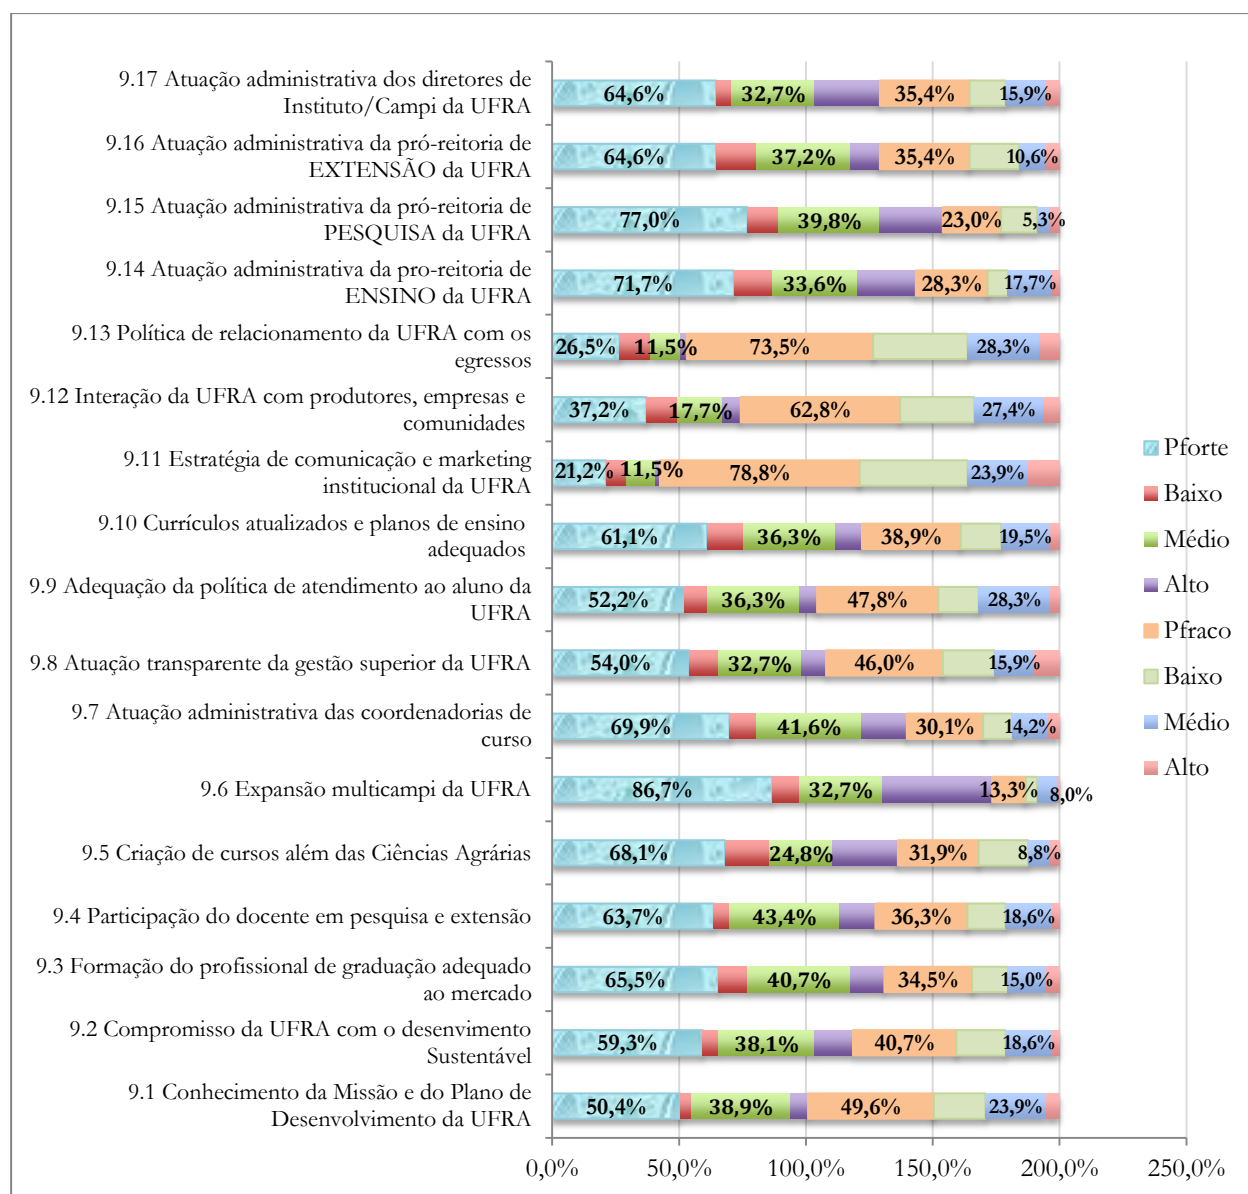 9.17 Atuação administrativa dos diretores de
Instituto/Campi da UFRA
64,6%
32,7%
35,4%
15,9%
9.16 Atuação administrativa da pró-reitoria de
EXTENSÃO da UFRA
64,6%
37,2%
35,4%
10,6%
9.15 Atuação administrativa da pró-reitoria de
PESQUISA da UFRA
77,0%
39,8%
23,0%
5,3%
9.14 Atuação administrativa da pro-reitoria de
ENSINO da UFRA
71,7%
33,6%
28,3%
17,7%
9.13 Política de relacionamento da UFRA com os
egressos
26,5%
11,5%
73,5%
28,3%
9.12 Interação da UFRA com produtores, empresas e
comunidades
37,2%
17,7%
62,8%
27,4%
9.11 Estratégia de comunicação e marketing
institucional da UFRA
21,2%
11,5%
78,8%
23,9%
9.10 Currículos atualizados e planos de ensino
adequados
61,1%
36,3%
38,9%
19,5%
9.9 Adequação da política de atendimento ao aluno da
UFRA
52,2%
36,3%
47,8%
28,3%
9.8 Atuação transparente da gestão superior da UFRA
54,0%
32,7%
46,0%
15,9%
9.7 Atuação administrativa das coordenadorias de
curso
69,9%
41,6%
30,1%
14,2%
9.6 Expansão multicampi da UFRA
86,7%
32,7%
13,3%
8,0%
9.5 Criação de cursos além das Ciências Agrárias
68,1%
24,8%
31,9%
8,8%
9.4 Participação do docente em pesquisa e extensão
63,7%
43,4%
36,3%
18,6%
9.3 Formação do profissional de graduação adequado
ao mercado
65,5%
40,7%
34,5%
15,0%
9.2 Compromisso da UFRA com o desenvimento
Sustentável
59,3%
38,1%
40,7%
18,6%
9.1 Conhecimento da Missão e do Plano de
Desenvolvimento da UFRA
50,4%
38,9%
49,6%
23,9%
0,0%
50,0%
100,0%
150,0%
200,0%
250,0%
Pforte
Baixo
Médio
Alto
Pfraco
Baixo
Médio
Alto